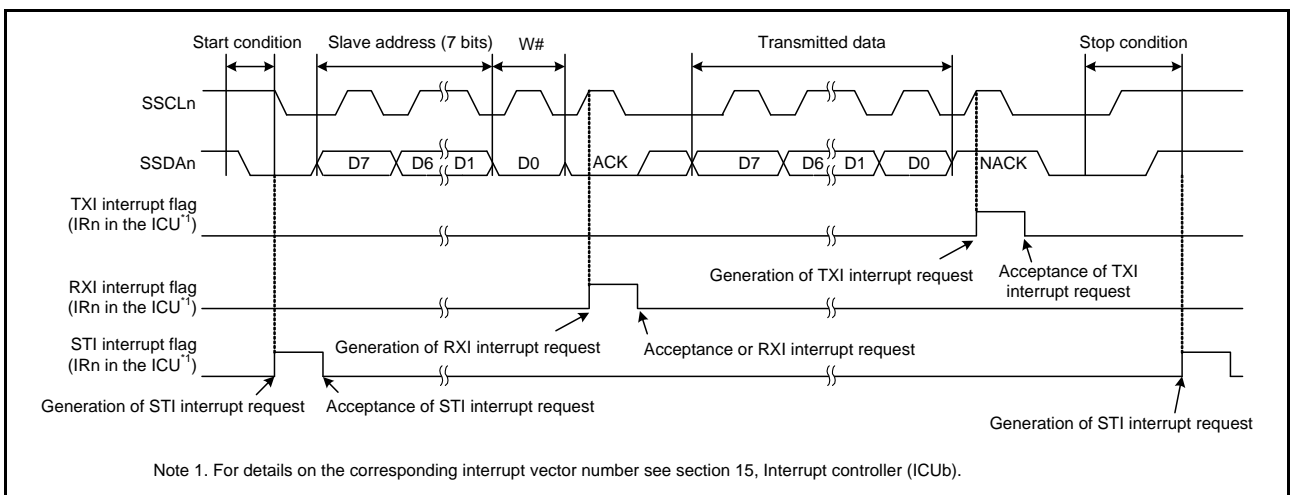 Start condition
Slave address (7 bits)
W#
Transmitted data
Stop condition
SSCLn
SSDAn
D7
D6
D1
D0
ACK
D7
D6
D1
D0
NACK
TXI interrupt flag
(IRn in the ICU*1)
Generation of TXI interrupt request
Acceptance of TXI
interrupt request
RXI interrupt flag
(IRn in the ICU*1)
Generation of RXI interrupt request
Acceptance or RXI interrupt request
STI interrupt flag
(IRn in the ICU*1)
Generation of STI interrupt request
Acceptance of STI interrupt request
Generation of STI interrupt request
Note 1. For details on the corresponding interrupt vector number see section 15, Interrupt controller (ICUb).